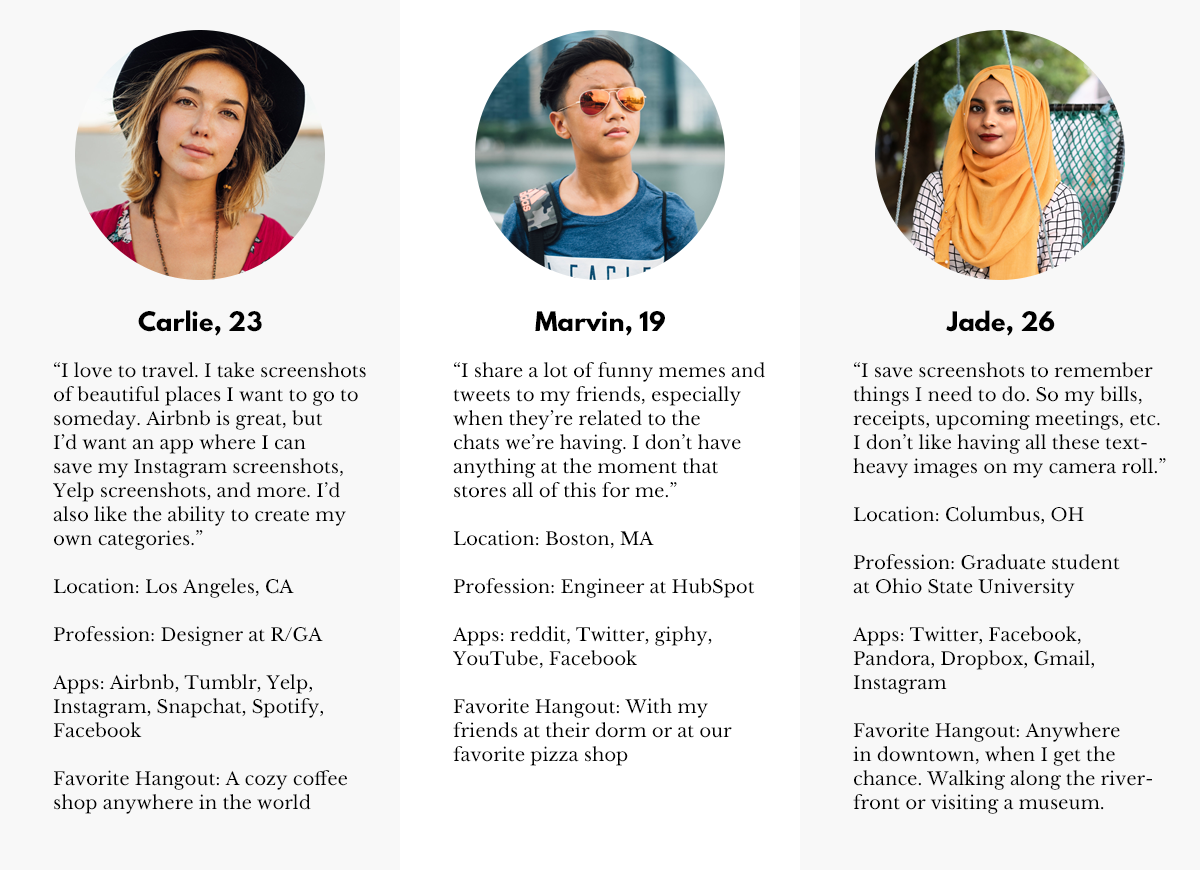 Carlie, 23
“I love to travel. I take screenshots
of beautiful places I want to go to
someday. Airbnb is great, but
I’d want an app where I can
save my Instagram screenshots,
Yelp screenshots, and more. I’d
also like the ability to create my
own categories.”
Location: Los Angeles, CA
Profession: Designer at R/GA
Apps: Airbnb, Tumblr, Yelp,
Instagram, Snapchat, Spotify,
Facebook
Favorite Hangout: A cozy coffee
shop anywhere in the world
Marvin, 19
“I share a lot of funny memes and
tweets to my friends, especially
when they’re related to the
chats we’re having. I don’t have
anything at the moment that
stores all of this for me.”
Location: Boston, MA
Profession: Engineer at HubSpot
Apps: reddit, Twitter, giphy,
YouTube, Facebook
Favorite Hangout: With my
friends at their dorm or at our
favorite pizza shop
Jade, 26
“I save screenshots to remember
things I need to do. So my bills,
receipts, upcoming meetings, etc.
I don’t like having all these text-
heavy images on my camera roll.”
Location: Columbus, OH
Profession: Graduate student
at Ohio State University
Apps: Twitter, Facebook,
Pandora, Dropbox, Gmail,
Instagram
Favorite Hangout: Anywhere
in downtown, when I get the
chance. Walking along the river-
front or visiting a museum.